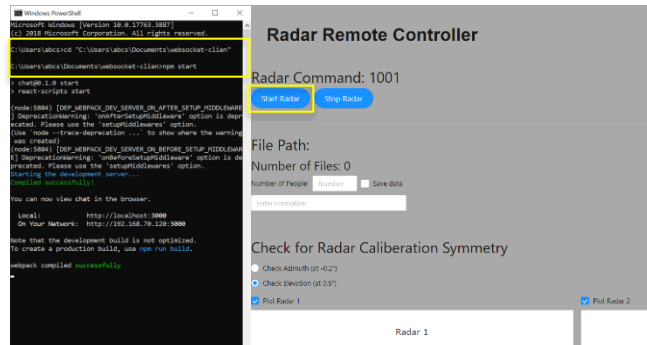 Windows PowerShell
Microsoft Windows [Version 10.0.17763.3887]
(c) 2018 Microsoft Corporation. All rights reserved.
C:\Users\abcs>cd "C:\Users\abcs\Documents\websocket-clien"
C:\Users\abcs\Documents\websocket-clien>npm start
> chat@0.1.0 start
> react-scripts start
(node:5884) [DEP_WEBPACK_DEV_SERVER_ON_AFTER_SETUP_MIDDLEWARE
] DeprecationWarning: 'onAfterSetupMiddleware' option is depr
ecated. Please use the 'setupMiddlewares' option.
(Use `node --trace-deprecation ...` to show where the warning
was created)
(node:5884) [DEP_WEBPACK_DEV_SERVER_ON_BEFORE_SETUP_MIDDLEWAR
E] DeprecationWarning: 'onBeforeSetupMiddleware' option is de
precated. Please use the 'setupMiddlewares' option.
Starting the development server...
Compiled successfully!
You can now view chat in the browser.
Local: http://localhost:3000
On Your Network: http://192.168.70.120:3000
Note that the development build is not optimized.
To create a production build, use npm run build.
webpack compiled successfully
Radar Remote Controller
Radar Command: 1001
Start Radar Stop Radar
File Path:
Number of Files: 0
Number of People Number Save data
Enter Formation
Check for Radar Caliberation Symmetry
Check Azimuth (at -0.2°)
Check Elevation (at 0.5°)
Plot Radar 1 Plot Radar 2
Radar 1